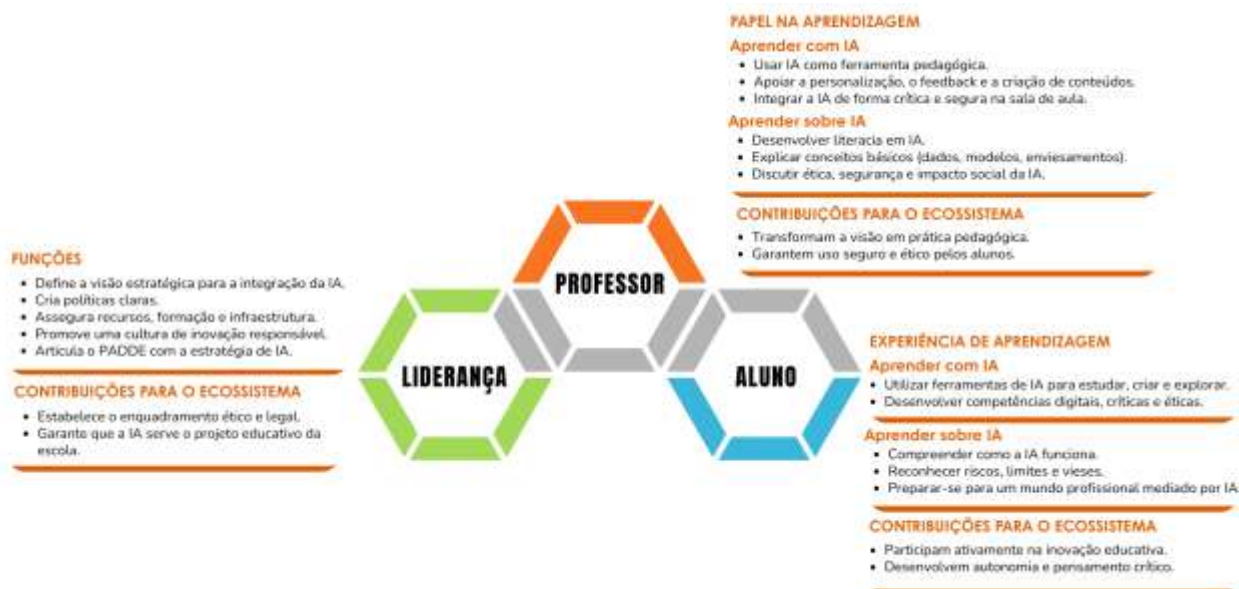 PAPEL NA APRENDIZAGEM
Aprender com IA
• Usar IA como ferramenta pedagógica.
• Apoiar a personalização, o feedback e a criação de conteúdos.
• Integrar a IA de forma crítica e segura na sala de aula.
Aprender sobre IA
• Desenvolver literacia em IA.
• Explicar conceitos básicos (dados, modelos, enviesamentos).
• Discutir ética, segurança e impacto social da IA.
CONTRIBUIÇÕES PARA O ECOSSISTEMA
• Transformam a visão em prática pedagógica.
• Garantem uso seguro e ético pelos alunos.
FUNÇÕES
• Define a visão estratégica para a integração da IA.
• Cria políticas claras.
• Assegura recursos, formação e infraestrutura.
• Promove uma cultura de inovação responsável.
• Articula o PADDE com a estratégia de IA.
CONTRIBUIÇÕES PARA O ECOSSISTEMA
• Estabelece o enquadramento ético e legal.
• Garante que a IA serve o projeto educativo da
escola.
PROFESSOR
LIDERANÇA
ALUNO
EXPERIÊNCIA DE APRENDIZAGEM
Aprender com IA
• Utilizar ferramentas de IA para estudar, criar e explorar.
• Desenvolver competências digitais, críticas e éticas.
Aprender sobre IA
• Compreender como a IA funciona.
• Reconhecer riscos, limites e vieses.
• Preparar-se para um mundo profissional mediado por IA
CONTRIBUIÇÕES PARA O ECOSSISTEMA
• Participam ativamente na inovação educativa.
• Desenvolvem autonomia e pensamento crítico.